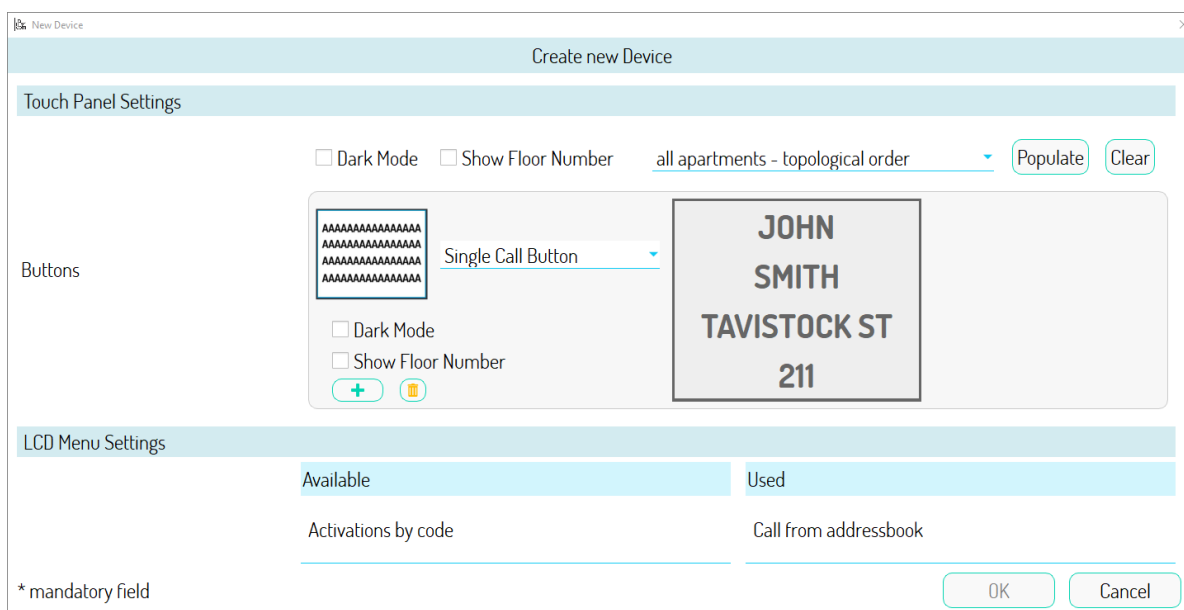 New Device
Create new Device
Touch Panel Settings
Dark Mode Show Floor Number all apartments - topological order Populate Clear
Buttons
AAAAAAAAAAAAAAAA
AAAAAAAAAAAAAAAA
AAAAAAAAAAAAAAAA
AAAAAAAAAAAAAAAA
Single Call Button
Dark Mode
Show Floor Number
JOHN
SMITH
TAVISTOCK ST
211
LCD Menu Settings
Available Used
Activations by code Call from addressbook
* mandatory field OK Cancel